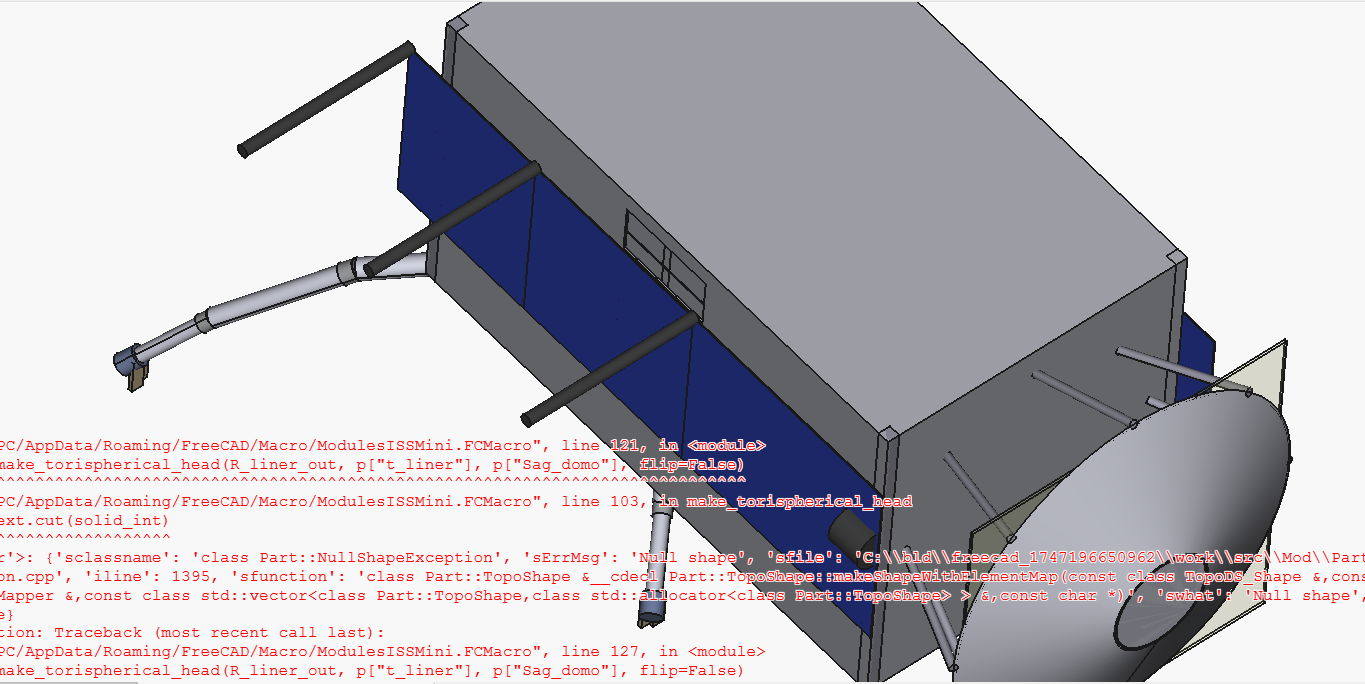 PC/AppData/Roaming/FreeCAD/Macro/ModulesISSMini.FCMacro", line 121, in <module>
make_torispherical_head(R_liner_out, p["t_liner"], p["Sag_domo"], flip=False)
^^^^^^^^^^^^^^^^^^^^^^^^^^^^^^^^^^^^^^^^^^^^^^^^^^^^^^^^^^^^^^^^^^^^^^^^^^^^^
PC/AppData/Roaming/FreeCAD/Macro/ModulesISSMini.FCMacro", line 103, in make_torispherical_head
ext.cut(solid_int)
^^^^^^^^^^^^^^^^^^
r'>: {'sclassname': 'class Part::NullShapeException', 'sErrMsg': 'Null shape', 'sfile': 'C:\\bld\\freecad_1747196650962\\work\\src\\Mod\\Part
on.cpp', 'iline': 1395, 'sfunction': 'class Part::TopoShape &__cdecl Part::TopoShape::makeShapeWithElementMap(const class TopoDS_Shape &,cons
Mapper &,const class std::vector<class Part::TopoShape,class std::allocator<class Part::TopoShape> > &,const char *)', 'swhat': 'Null shape',
e}
tion: Traceback (most recent call last):
PC/AppData/Roaming/FreeCAD/Macro/ModulesISSMini.FCMacro", line 127, in <module>
make_torispherical_head(R_liner_out, p["t_liner"], p["Sag_domo"], flip=False)